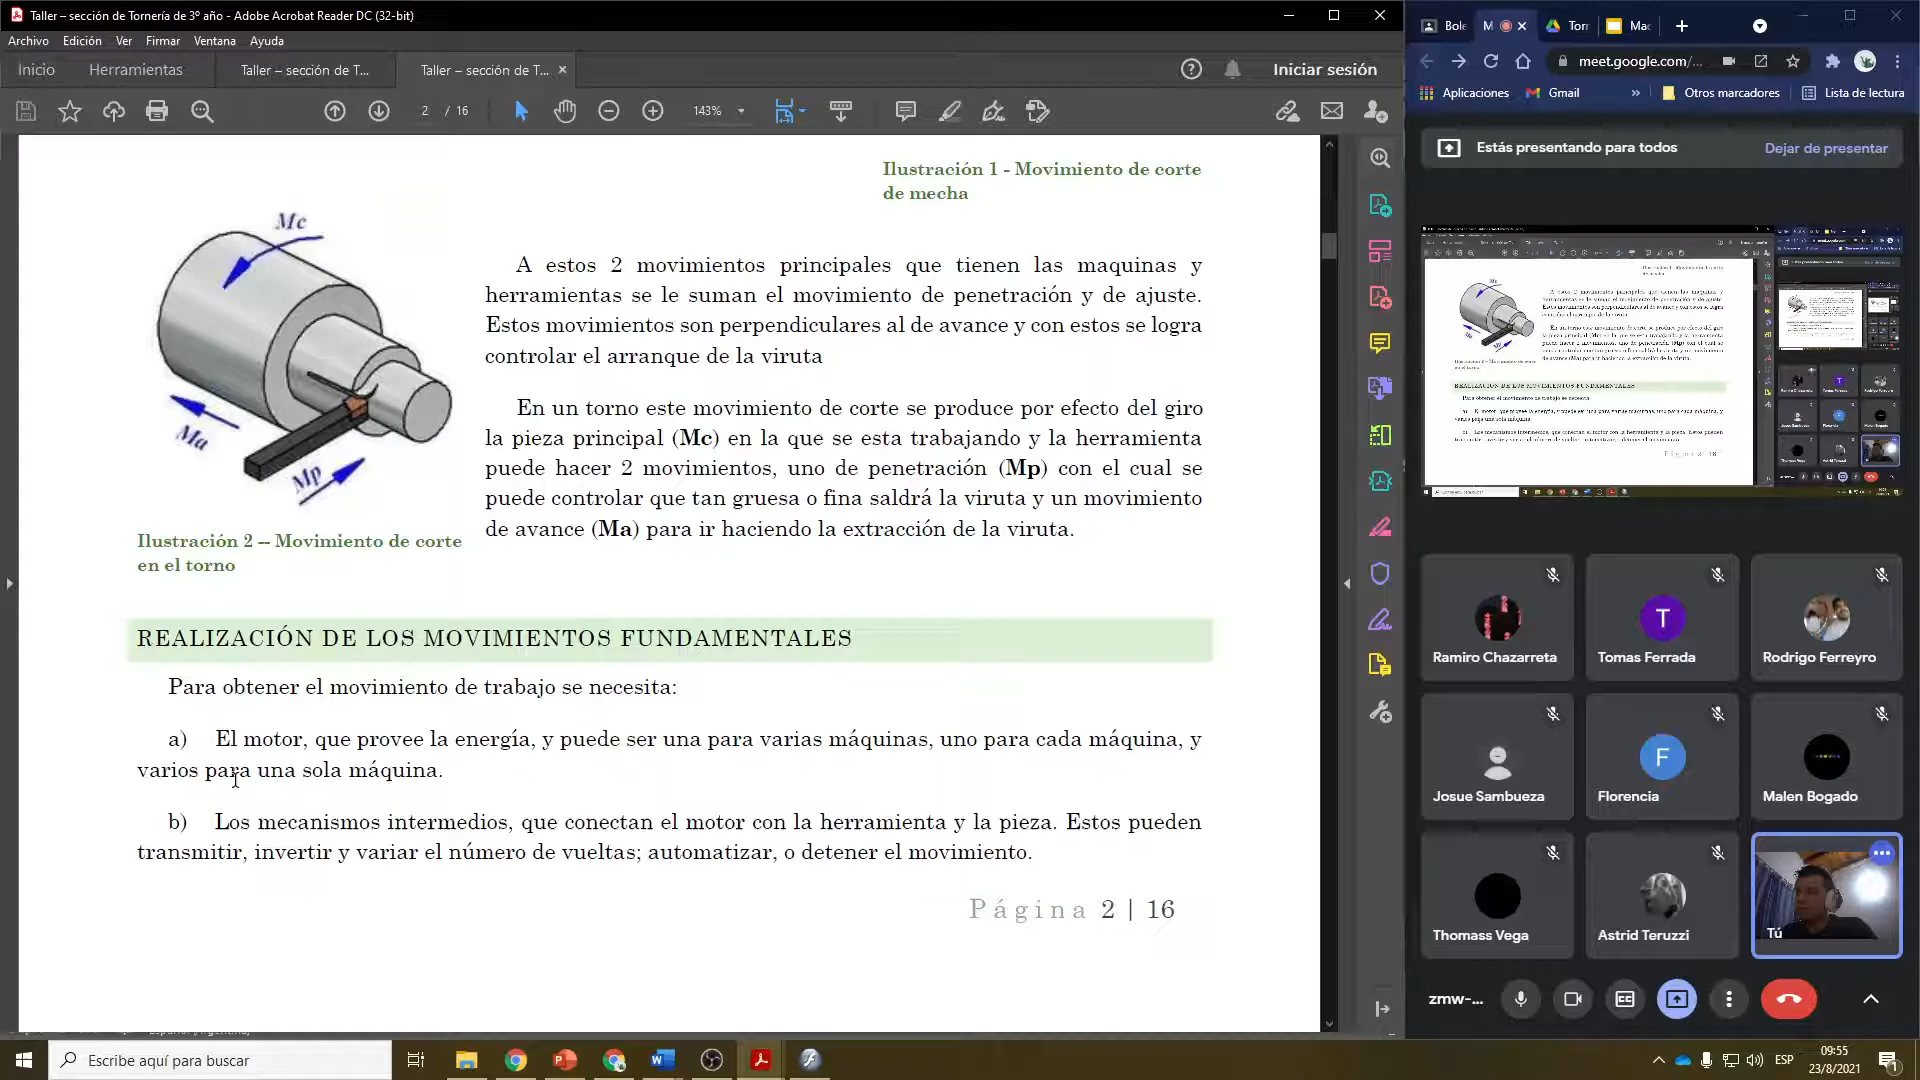 Taller – sección de Tornería de 3º año - Adobe Acrobat Reader DC (32-bit)
Archivo Edición Ver Firmar Ventana Ayuda
Inicio Herramientas Taller – sección de T... Taller – sección de T... Iniciar sesión
2 / 16 143%
Ilustración 1 - Movimiento de corte
de mecha
Mc
Ma
Mp
A estos 2 movimientos principales que tienen las maquinas y
herramientas se le suman el movimiento de penetración y de ajuste.
Estos movimientos son perpendiculares al de avance y con estos se logra
controlar el arranque de la viruta
En un torno este movimiento de corte se produce por efecto del giro
la pieza principal (Mc) en la que se esta trabajando y la herramienta
puede hacer 2 movimientos, uno de penetración (Mp) con el cual se
puede controlar que tan gruesa o fina saldrá la viruta y un movimiento
de avance (Ma) para ir haciendo la extracción de la viruta.
Ilustración 2 -- Movimiento de corte
en el torno
REALIZACIÓN DE LOS MOVIMIENTOS FUNDAMENTALES
Para obtener el movimiento de trabajo se necesita:
a) El motor, que provee la energía, y puede ser una para varias máquinas, uno para cada máquina, y
varios para una sola máquina.
b) Los mecanismos intermedios, que conectan el motor con la herramienta y la pieza. Estos pueden
transmitir, invertir y variar el número de vueltas; automatizar, o detener el movimiento.
Página 2 | 16
Bole M Torr Mac
meet.google.com/...
Aplicaciones Gmail » Otros marcadores Lista de lectura
Estás presentando para todos Dejar de presentar
Ramiro Chazarreta
T
Tomas Ferrada
Rodrigo Ferreyro
Josue Sambueza
F
Florencia
Malen Bogado
Thomass Vega
Astrid Teruzzi
Tú
zmw-...
Escribe aquí para buscar
ESP
09:55
23/8/2021
1